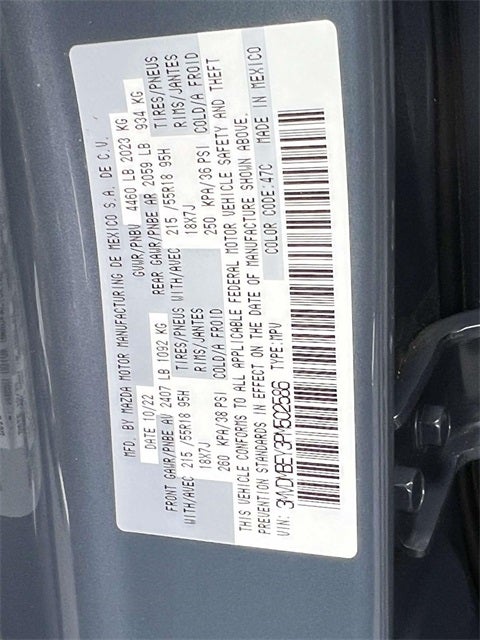 MFD. BY MAZDA MOTOR MANUFACTURING DE MEXICO S.A. DE C.V.
DATE 10/22 GVWR/PNBV 4460 LB 2023 KG
FRONT GAWR/PNBE AV 2407 LB 1092 KG REAR GAWR/PNBE AR 2059 LB 934 KG
WITH/AVEC 215 /55R18 95H TIRES/PNEUS WITH/AVEC 215 /55R18 95H TIRES/PNEUS
18X7J RIMS/JANTES 18X7J RIMS/JANTES
260 KPA/38 PSI COLD/A FROID 250 KPA/36 PSI COLD/A FROID
THIS VEHICLE CONFORMS TO ALL APPLICABLE FEDERAL MOTOR VEHICLE SAFETY AND THEFT
PREVENTION STANDARDS IN EFFECT ON THE DATE OF MANUFACTURE SHOWN ABOVE.
VIN: 3MVDMBEY3PM502586 TYPE:MPV COLOR CODE:47C MADE IN MEXICO